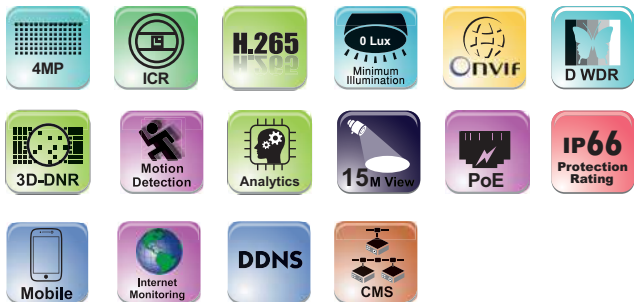 4MP
ICR
H.265
0 Lux
Minimum
Illumination
Onvif
D WDR
3D-DNR
Motion
Detection
Analytics
15M View
PoE
IP66
Protection
Rating
Mobile
Internet
Monitoring
DDNS
CMS